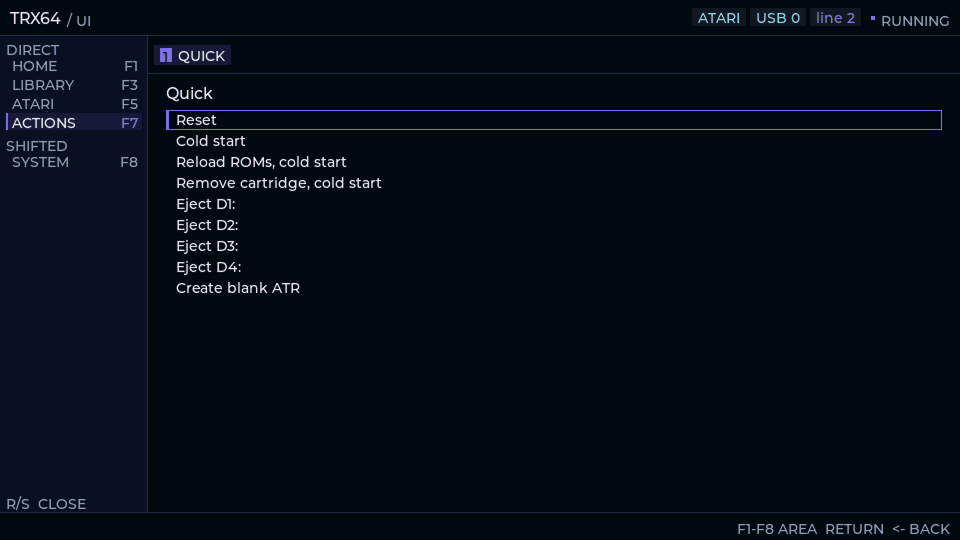 TRX64 / UI
ATARI USB 0 line 2 RUNNING
DIRECT
HOME F1
LIBRARY F3
ATARI F5
ACTIONS F7
SHIFTED
SYSTEM F8
R/S CLOSE
1 QUICK
Quick
Reset
Cold start
Reload ROMs, cold start
Remove cartridge, cold start
Eject D1:
Eject D2:
Eject D3:
Eject D4:
Create blank ATR
F1-F8 AREA RETURN <- BACK